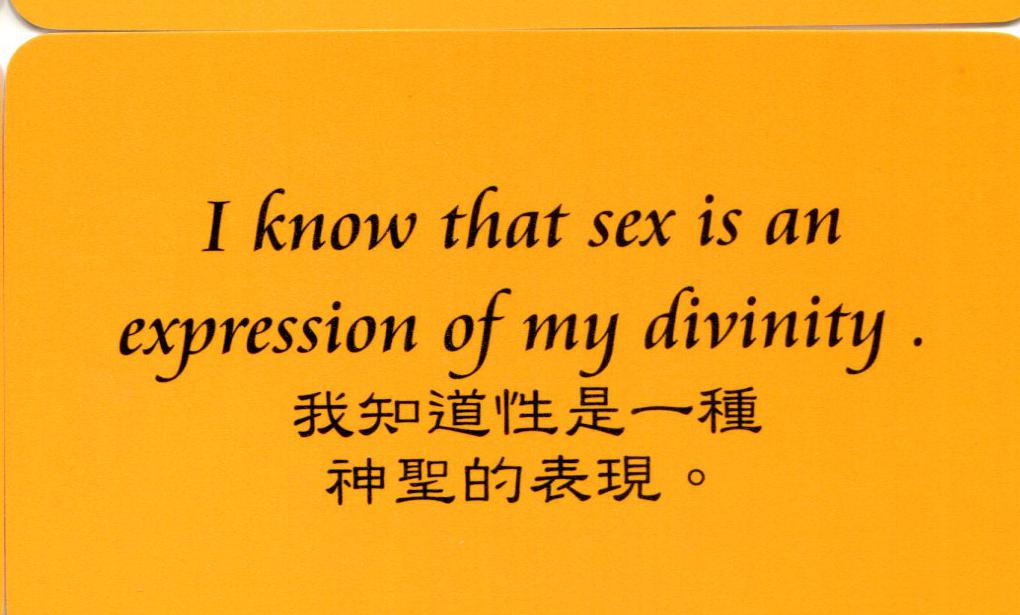 I know that sex is an
expression of my divinity .
我知道性是一種
神聖的表現。